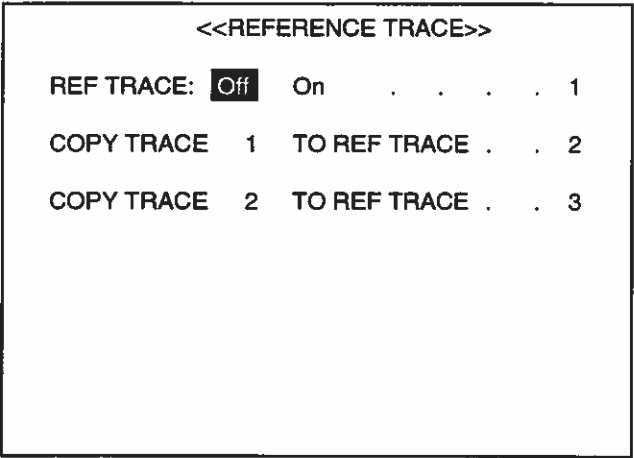 <<REFERENCE TRACE>>
REF TRACE: Off On . . . . 1
COPY TRACE 1 TO REF TRACE . . 2
COPY TRACE 2 TO REF TRACE . . 3